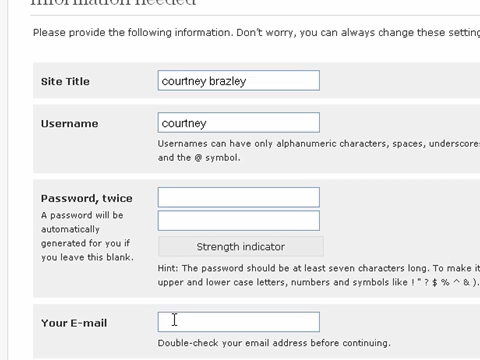 Information needed
Please provide the following information. Don't worry, you can always change these
Site Title
courtney brazley
Username
courtney
Usernames can have only alphanumeric characters, spaces, underscores
and the @ symbol.
Password, twice
A password will be
automatically
generated for you if
you leave this blank.
Strength indicator
Hint: The password should be at least seven characters long. To make it
upper and lower case letters, numbers and symbols like ! " ? $ % ^ & ).
Your E-mail
Double-check your email address before continuing.